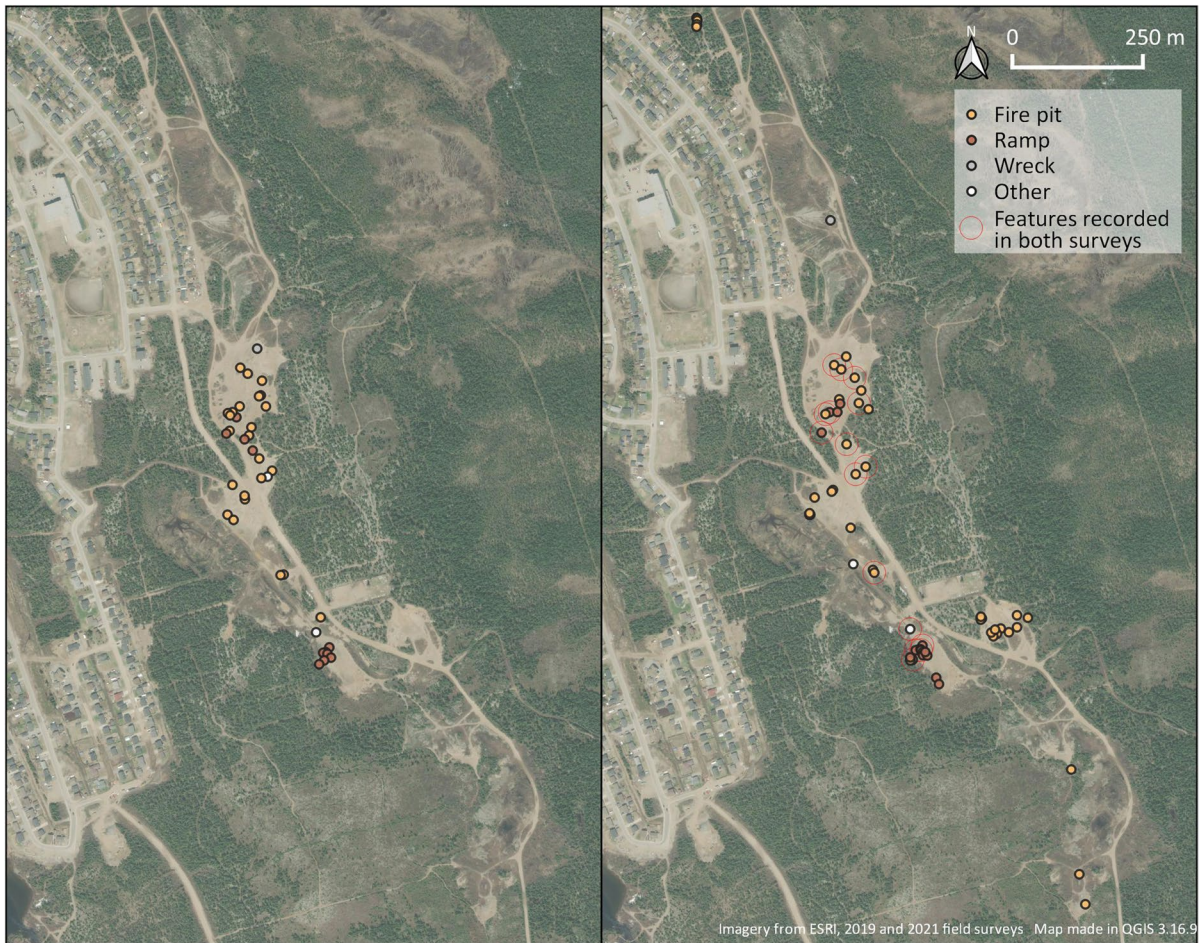 N
0 250 m
Fire pit
Ramp
Wreck
Other
Features recorded
in both surveys
Imagery from ESRI, 2019 and 2021 field surveys Map made in QGIS 3.16.9